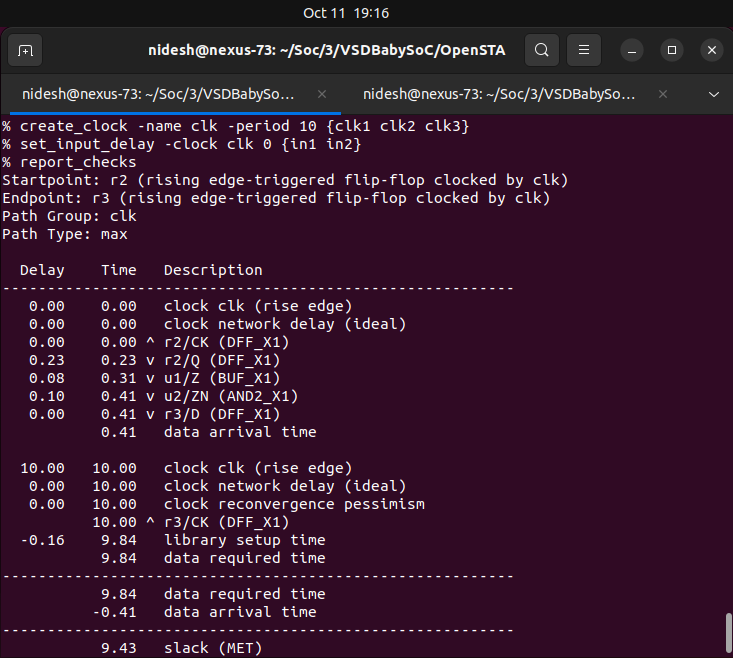 Oct 11 19:16
nidesh@nexus-73: ~/Soc/3/VSDBabySoC/OpenSTA
nidesh@nexus-73: ~/Soc/3/VSDBabySo... × nidesh@nexus-73: ~/Soc/3/VSDBabySo... ×
% create_clock -name clk -period 10 {clk1 clk2 clk3}
% set_input_delay -clock clk 0 {in1 in2}
% report_checks
Startpoint: r2 (rising edge-triggered flip-flop clocked by clk)
Endpoint: r3 (rising edge-triggered flip-flop clocked by clk)
Path Group: clk
Path Type: max

  Delay    Time   Description
---------------------------------------------------------
   0.00    0.00   clock clk (rise edge)
   0.00    0.00   clock network delay (ideal)
   0.00    0.00 ^ r2/CK (DFF_X1)
   0.23    0.23 v r2/Q (DFF_X1)
   0.08    0.31 v u1/Z (BUF_X1)
   0.10    0.41 v u2/ZN (AND2_X1)
   0.00    0.41 v r3/D (DFF_X1)
           0.41   data arrival time

  10.00   10.00   clock clk (rise edge)
   0.00   10.00   clock network delay (ideal)
   0.00   10.00   clock reconvergence pessimism
          10.00 ^ r3/CK (DFF_X1)
  -0.16    9.84   library setup time
           9.84   data required time
---------------------------------------------------------
           9.84   data required time
          -0.41   data arrival time
---------------------------------------------------------
           9.43   slack (MET)